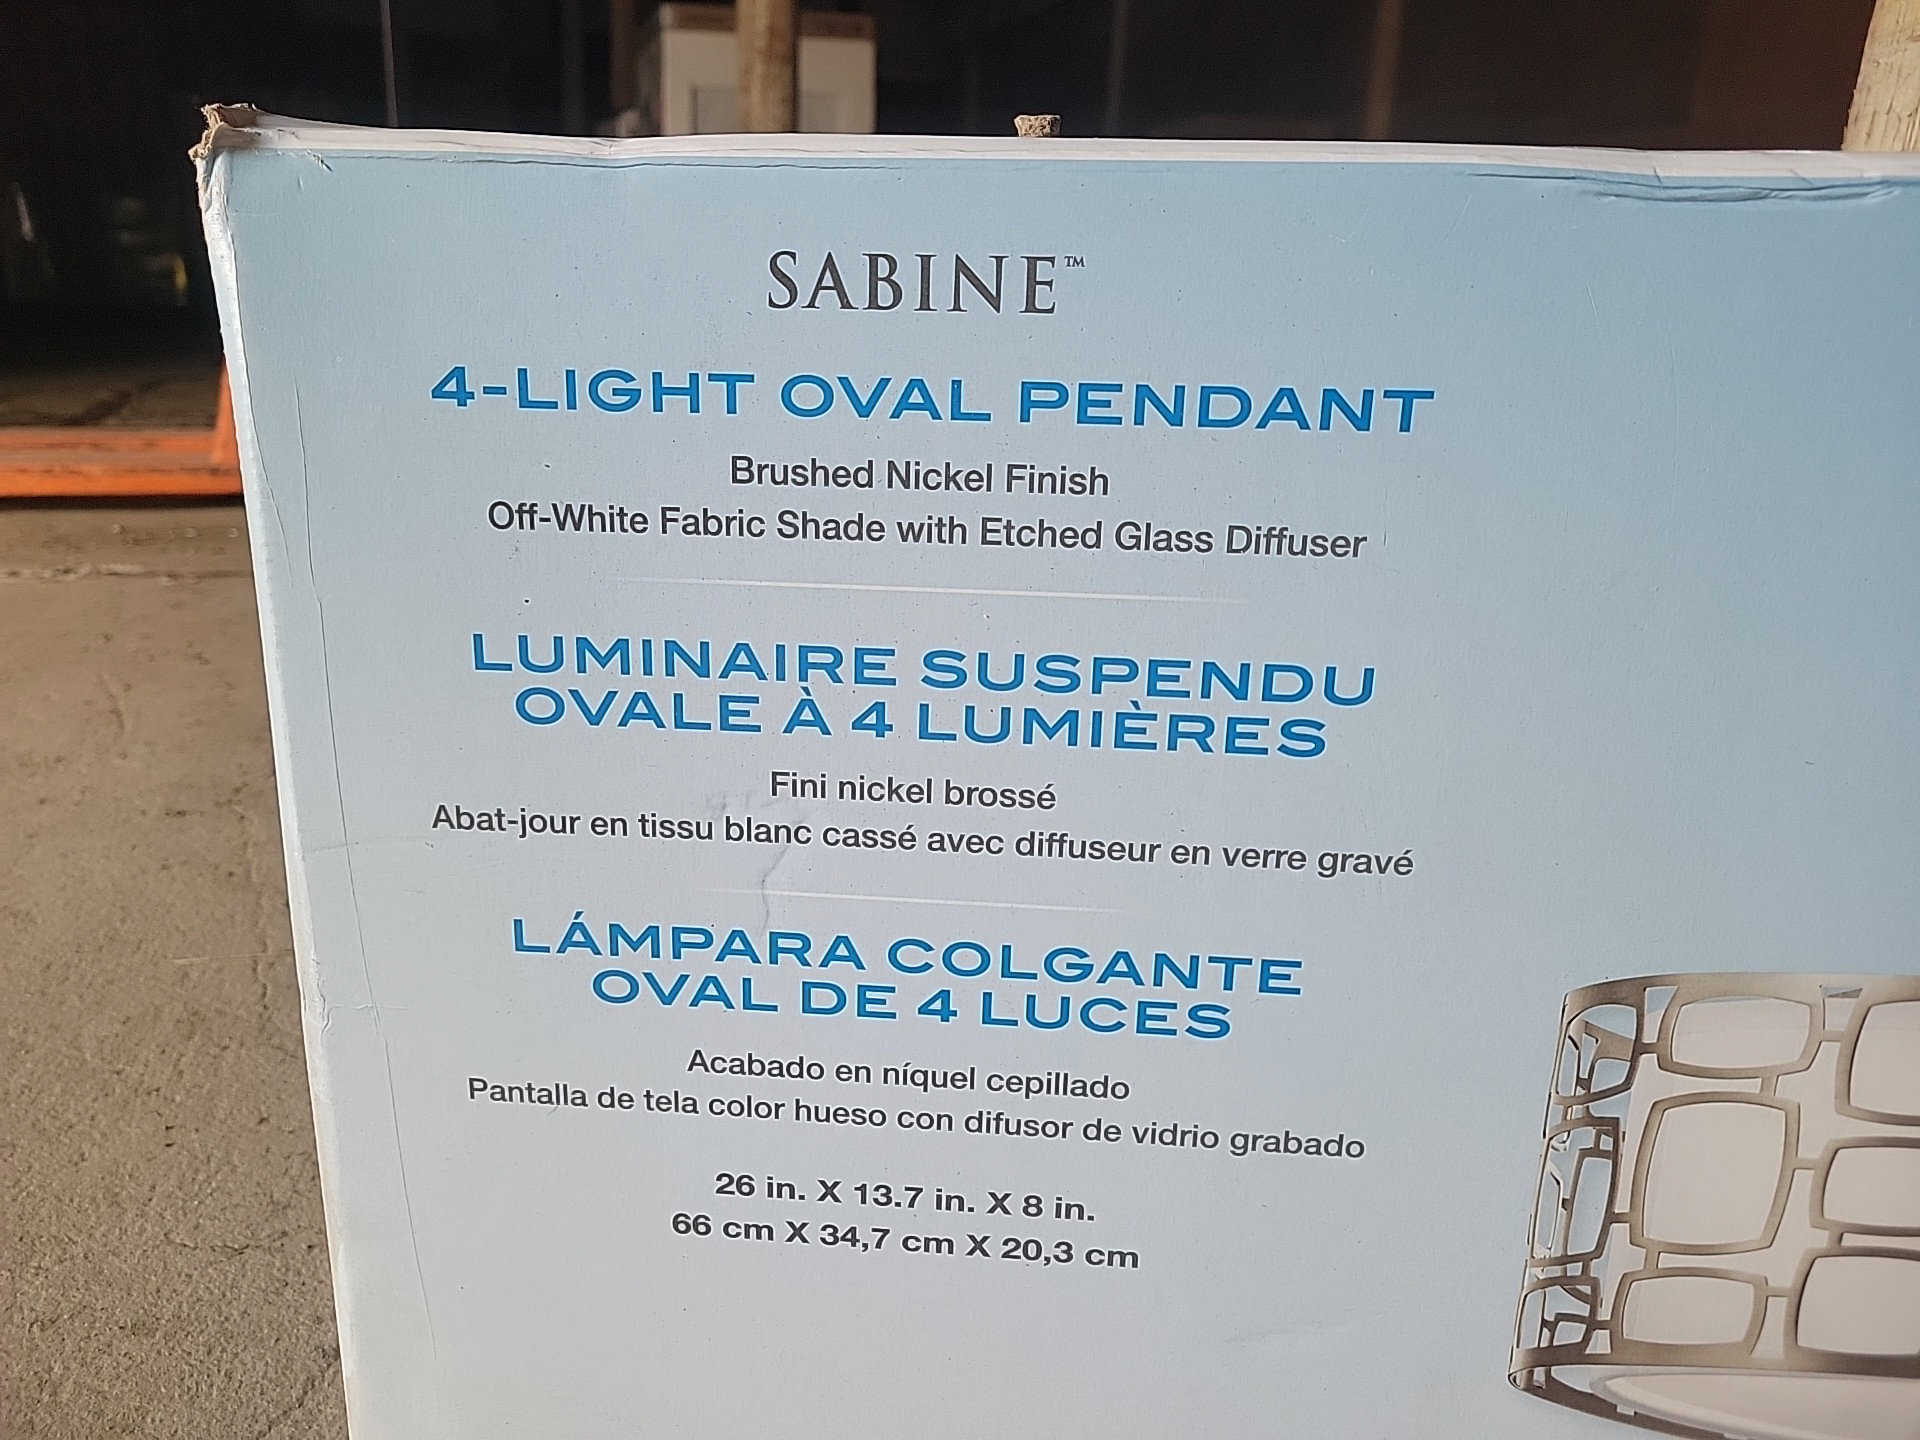 SABINE™
4-LIGHT OVAL PENDANT
Brushed Nickel Finish
Off-White Fabric Shade with Etched Glass Diffuser
LUMINAIRE SUSPENDU
OVALE À 4 LUMIÈRES
Fini nickel brossé
Abat-jour en tissu blanc cassé avec diffuseur en verre gravé
LÁMPARA COLGANTE
OVAL DE 4 LUCES
Acabado en níquel cepillado
Pantalla de tela color hueso con difusor de vidrio grabado
26 in. X 13.7 in. X 8 in.
66 cm X 34,7 cm X 20,3 cm